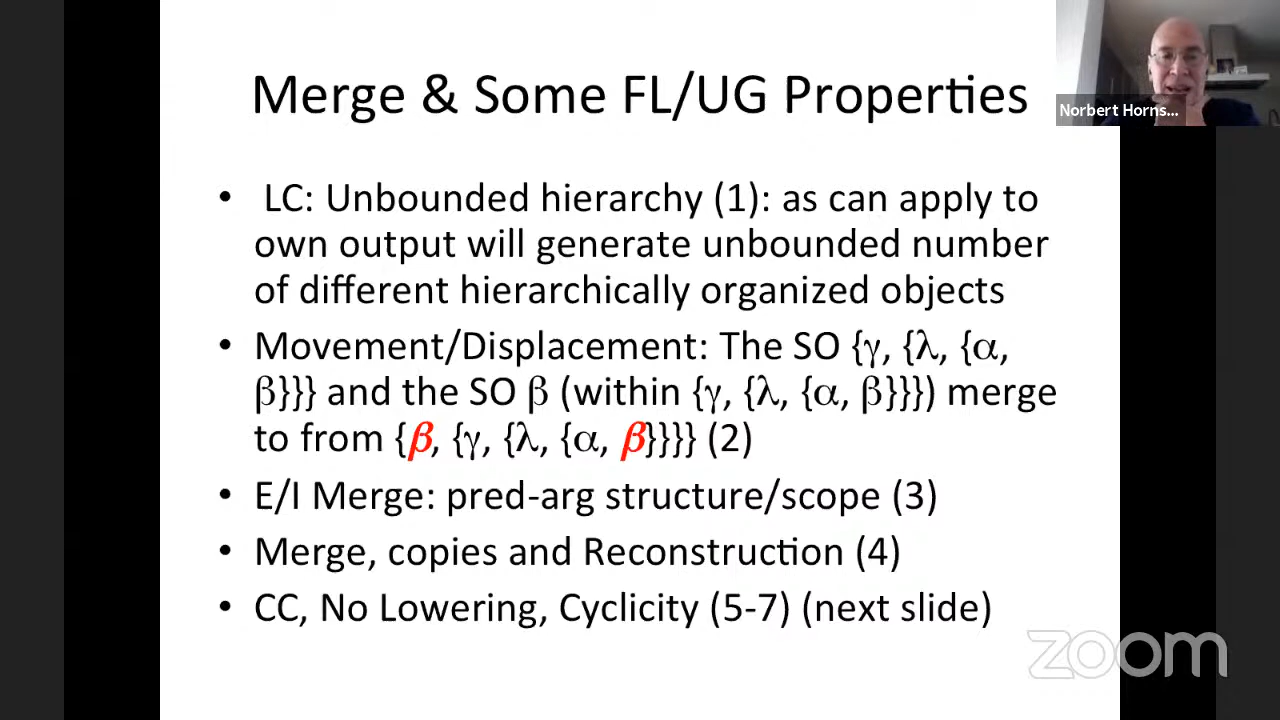 Merge & Some FL/UG Properties
Norbert Horns...
• LC: Unbounded hierarchy (1): as can apply to
own output will generate unbounded number
of different hierarchically organized objects
• Movement/Displacement: The SO {γ, {λ, {α,
β}}} and the SO β (within {γ, {λ, {α, β}}}) merge
to from {β, {γ, {λ, {α, β}}}} (2)
• E/I Merge: pred-arg structure/scope (3)
• Merge, copies and Reconstruction (4)
• CC, No Lowering, Cyclicity (5-7) (next slide)
zoom